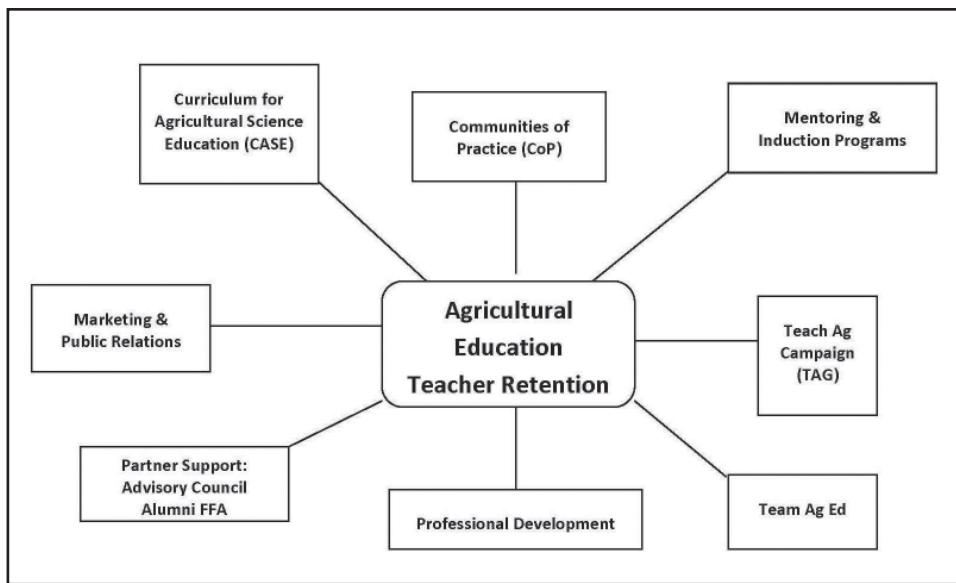 Curriculum for
Agricultural Science
Education (CASE)
Communities of
Practice (CoP)
Mentoring &
Induction Programs
Marketing &
Public Relations
Agricultural
Education
Teacher Retention
Teach Ag
Campaign
(TAG)
Partner Support:
Advisory Council
Alumni FFA
Professional Development
Team Ag Ed